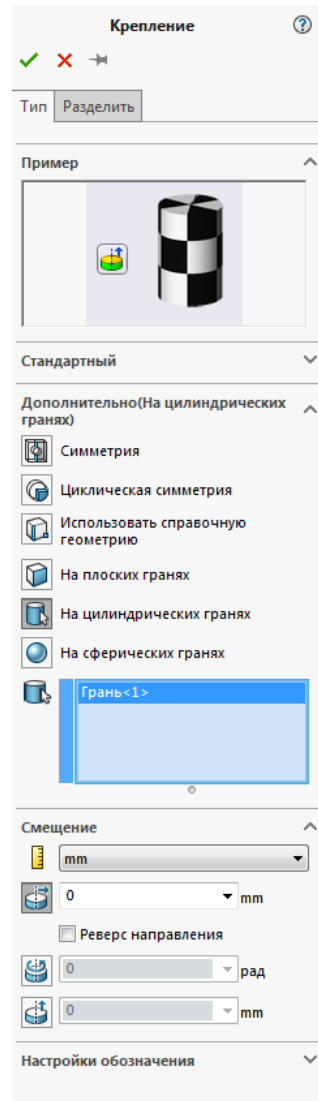 Крепление
Тип Разделить
Пример
Стандартный
Дополнительно(На цилиндрических
гранях)
Симметрия
Циклическая симметрия
Использовать справочную
геометрию
На плоских гранях
На цилиндрических гранях
На сферических гранях
Грань<1>
Смещение
mm
0 mm
Реверс направления
0 рад
0 mm
Настройки обозначения